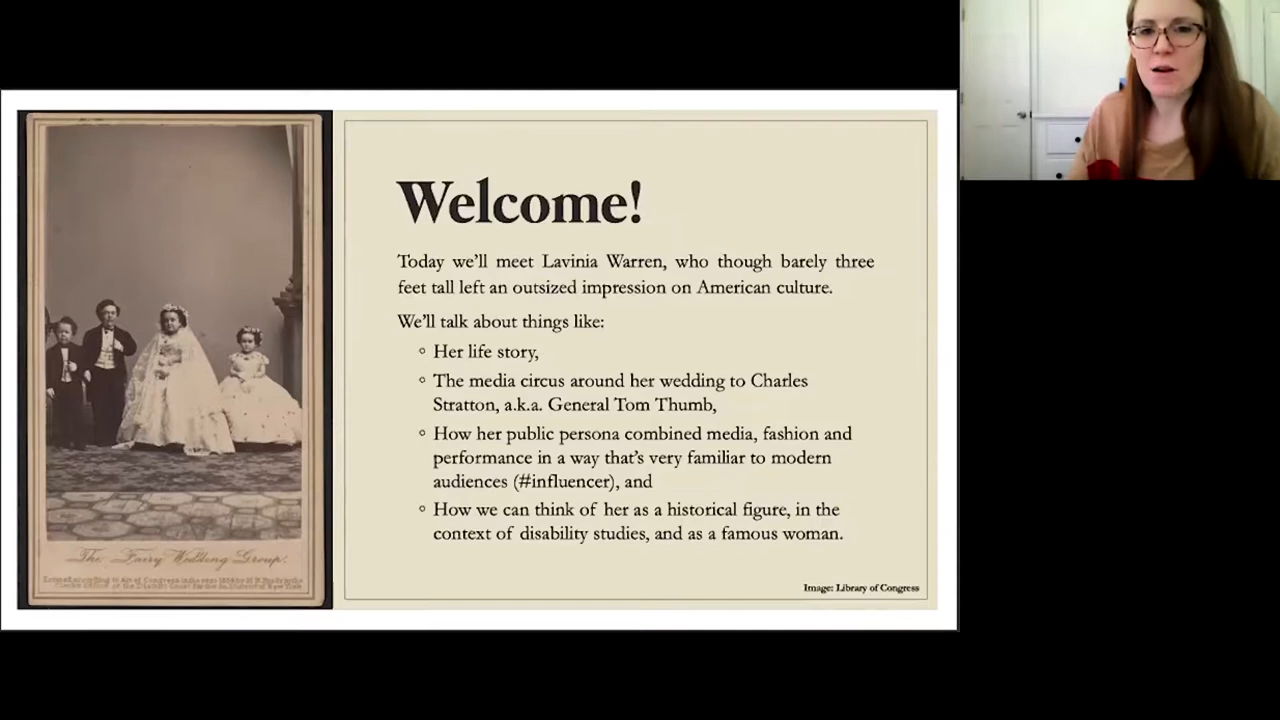 Welcome!
Today we'll meet Lavinia Warren, who though barely three
feet tall left an outsized impression on American culture.
We'll talk about things like:
◦ Her life story,
◦ The media circus around her wedding to Charles
Stratton, a.k.a. General Tom Thumb,
◦ How her public persona combined media, fashion and
performance in a way that's very familiar to modern
audiences (#influencer), and
◦ How we can think of her as a historical figure, in the
context of disability studies, and as a famous woman.
Image: Library of Congress
The Fairy Wedding Group.